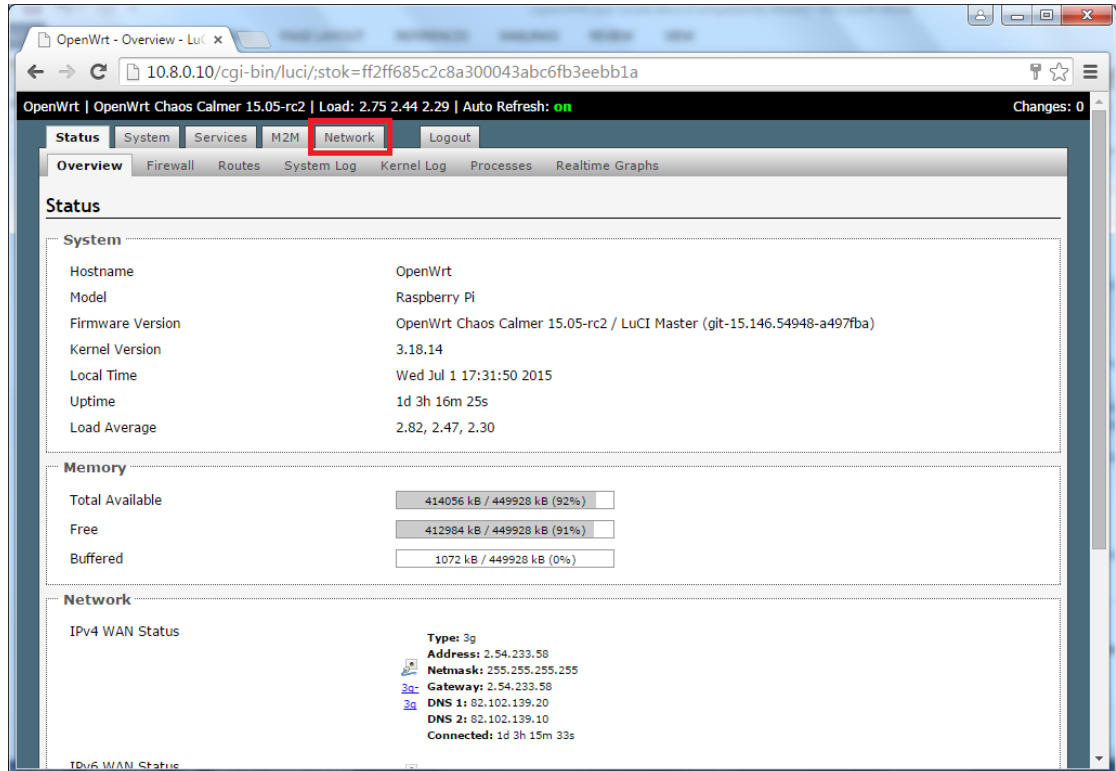 OpenWrt - Overview - Lu
10.8.0.10/cgi-bin/luci/;stok=ff2ff685c2c8a300043abc6fb3eebb1a
OpenWrt | OpenWrt Chaos Calmer 15.05-rc2 | Load: 2.75 2.44 2.29 | Auto Refresh: on Changes: 0
Status System Services M2M Network Logout
Overview Firewall Routes System Log Kernel Log Processes Realtime Graphs
Status
System
Hostname OpenWrt
Model Raspberry Pi
Firmware Version OpenWrt Chaos Calmer 15.05-rc2 / LuCI Master (git-15.146.54948-a497fba)
Kernel Version 3.18.14
Local Time Wed Jul 1 17:31:50 2015
Uptime 1d 3h 16m 25s
Load Average 2.82, 2.47, 2.30
Memory
Total Available 414056 kB / 449928 kB (92%)
Free 412984 kB / 449928 kB (91%)
Buffered 1072 kB / 449928 kB (0%)
Network
IPv4 WAN Status
Type: 3g
Address: 2.54.233.58
Netmask: 255.255.255.255
3g- Gateway: 2.54.233.58
3g DNS 1: 82.102.139.20
DNS 2: 82.102.139.10
Connected: 1d 3h 15m 33s
IPv6 WAN Status